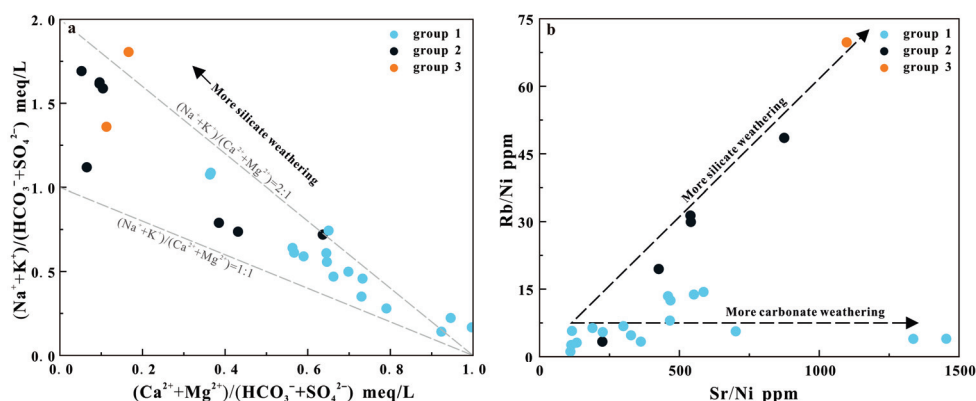 a
2.0
1.5
1.0
0.5
0.0
0.0
0.2
0.4
0.6
0.8
1.0
(Na⁺+K⁺)/(HCO₃⁻+SO₄²⁻) meq/L
(Ca²⁺+Mg²⁺)/(HCO₃⁻+SO₄²⁻) meq/L
group 1
group 2
group 3
More silicate weathering
(Na⁺+K⁺)/(Ca²⁺+Mg²⁺)=2:1
(Na⁺+K⁺)/(Ca²⁺+Mg²⁺)=1:1
b
75
60
45
30
15
0
0
500
1000
1500
Rb/Ni ppm
Sr/Ni ppm
group 1
group 2
group 3
More silicate weathering
More carbonate weathering